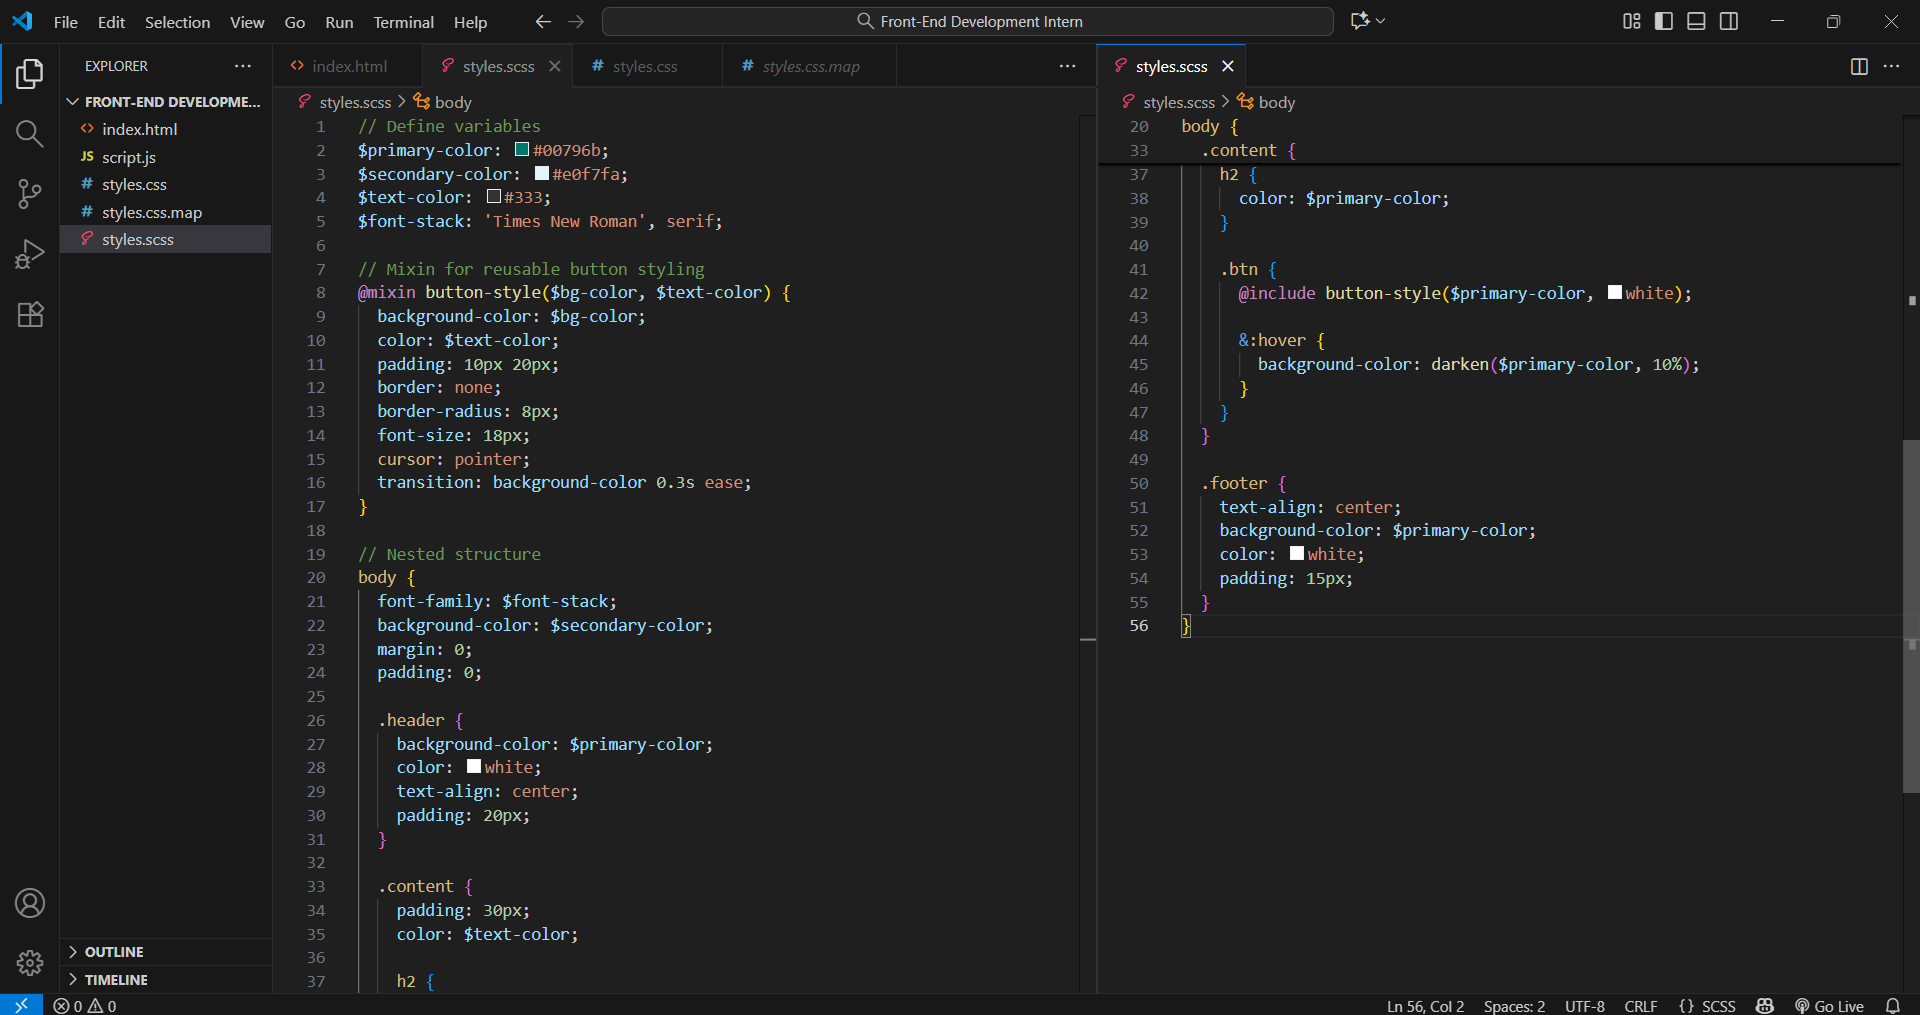 File Edit Selection View Go Run Terminal Help
Front-End Development Intern
EXPLORER
FRONT-END DEVELOPME...
index.html
JS script.js
# styles.css
# styles.css.map
styles.scss
OUTLINE
TIMELINE
index.html
styles.scss
# styles.css
# styles.css.map
styles.scss > body
1 // Define variables
2 $primary-color: #00796b;
3 $secondary-color: #e0f7fa;
4 $text-color: #333;
5 $font-stack: 'Times New Roman', serif;
6
7 // Mixin for reusable button styling
8 @mixin button-style($bg-color, $text-color) {
9 background-color: $bg-color;
10 color: $text-color;
11 padding: 10px 20px;
12 border: none;
13 border-radius: 8px;
14 font-size: 18px;
15 cursor: pointer;
16 transition: background-color 0.3s ease;
17 }
18
19 // Nested structure
20 body {
21 font-family: $font-stack;
22 background-color: $secondary-color;
23 margin: 0;
24 padding: 0;
25
26 .header {
27 background-color: $primary-color;
28 color: white;
29 text-align: center;
30 padding: 20px;
31 }
32
33 .content {
34 padding: 30px;
35 color: $text-color;
36
37 h2 {
styles.scss
styles.scss > body
20 body {
33 .content {
37 h2 {
38 color: $primary-color;
39 }
40
41 .btn {
42 @include button-style($primary-color, white);
43
44 &:hover {
45 background-color: darken($primary-color, 10%);
46 }
47 }
48 }
49
50 .footer {
51 text-align: center;
52 background-color: $primary-color;
53 color: white;
54 padding: 15px;
55 }
56 }
0 0
Ln 56, Col 2 Spaces: 2 UTF-8 CRLF {} SCSS Go Live